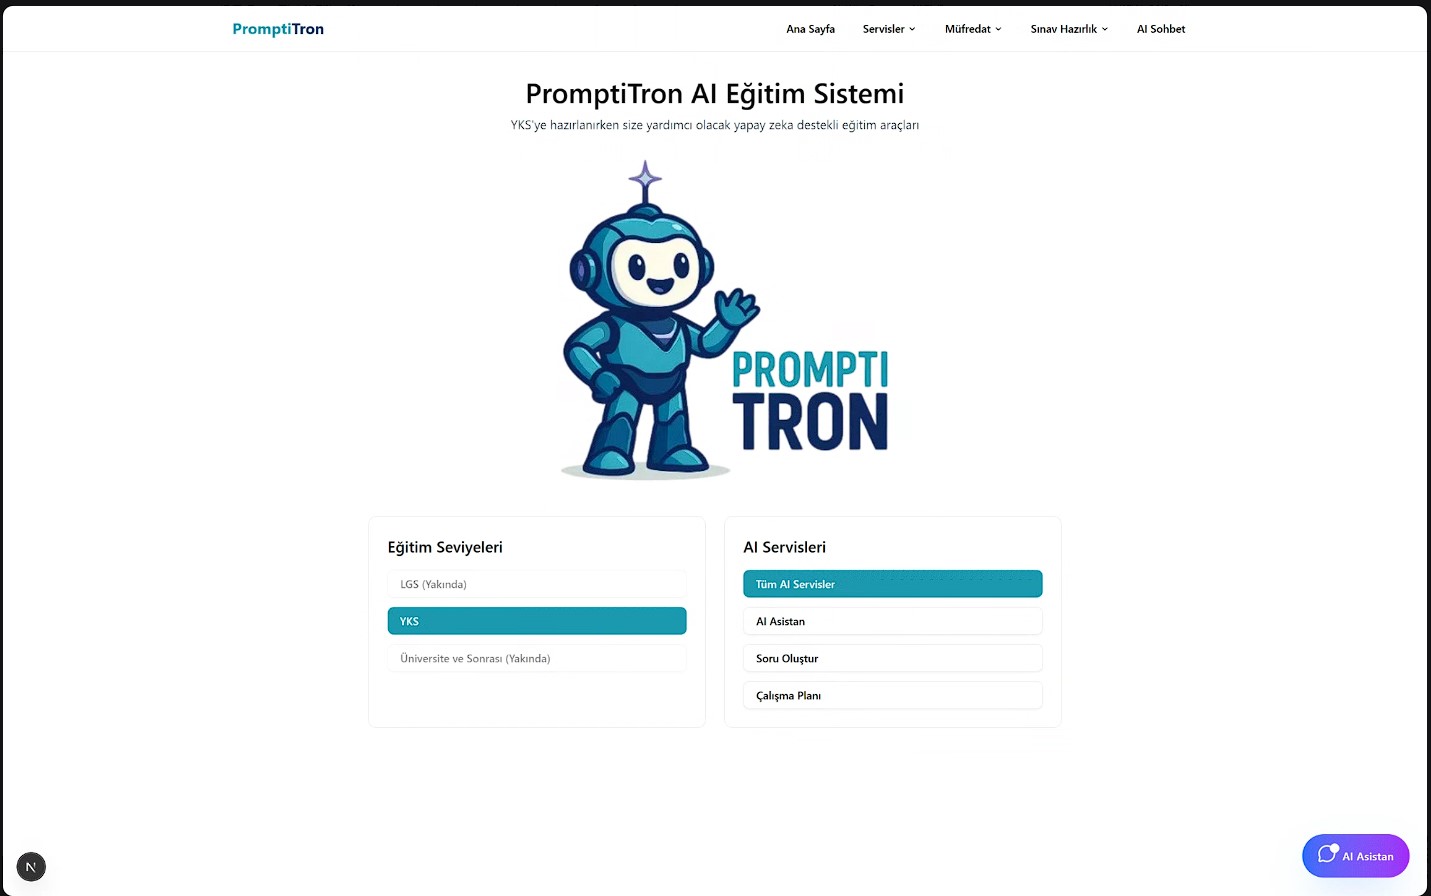 PromptiTron
Ana Sayfa
Servisler
Müfredat
Sınav Hazırlık
AI Sohbet
PromptiTron AI Eğitim Sistemi
YKS'ye hazırlanırken size yardımcı olacak yapay zeka destekli eğitim araçları
PROMPTI
TRON
Eğitim Seviyeleri
LGS (Yakında)
YKS
Üniversite ve Sonrası (Yakında)
AI Servisleri
Tüm AI Servisler
AI Asistan
Soru Oluştur
Çalışma Planı
N
AI Asistan